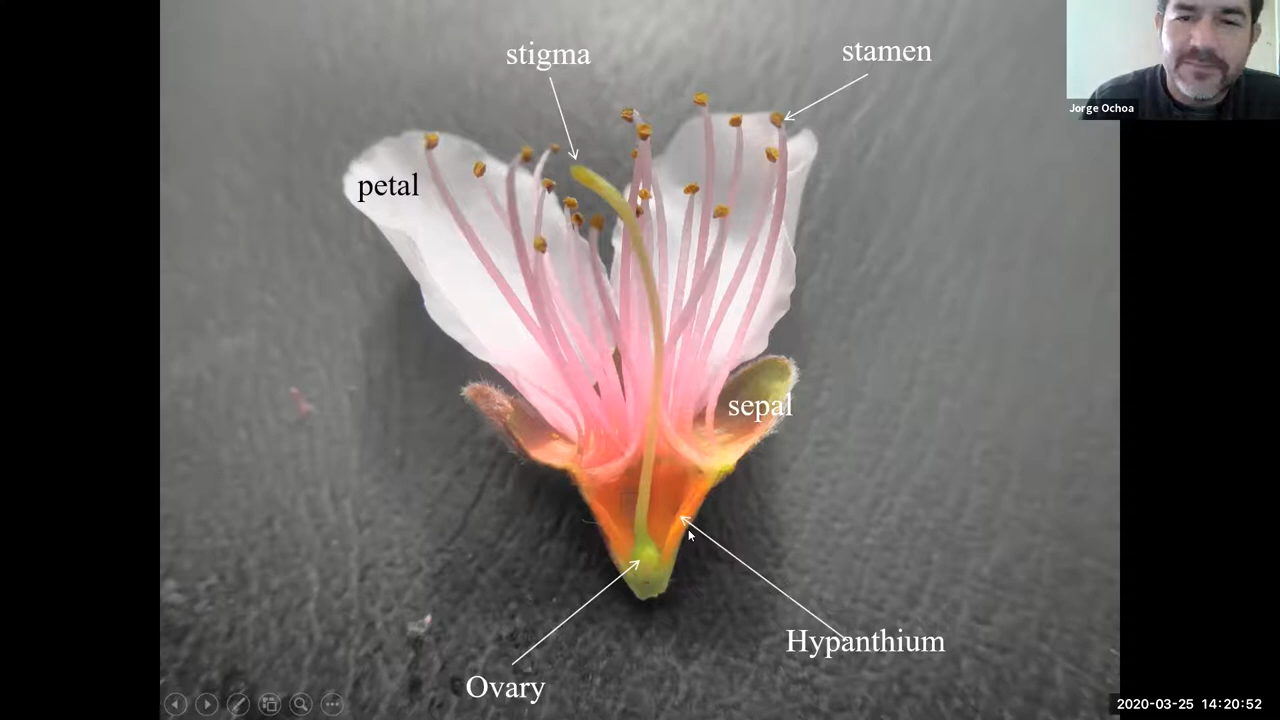 stigma
stamen
Jorge Ochoa
petal
sepal
Hypanthium
Ovary
2020-03-25 14:20:52